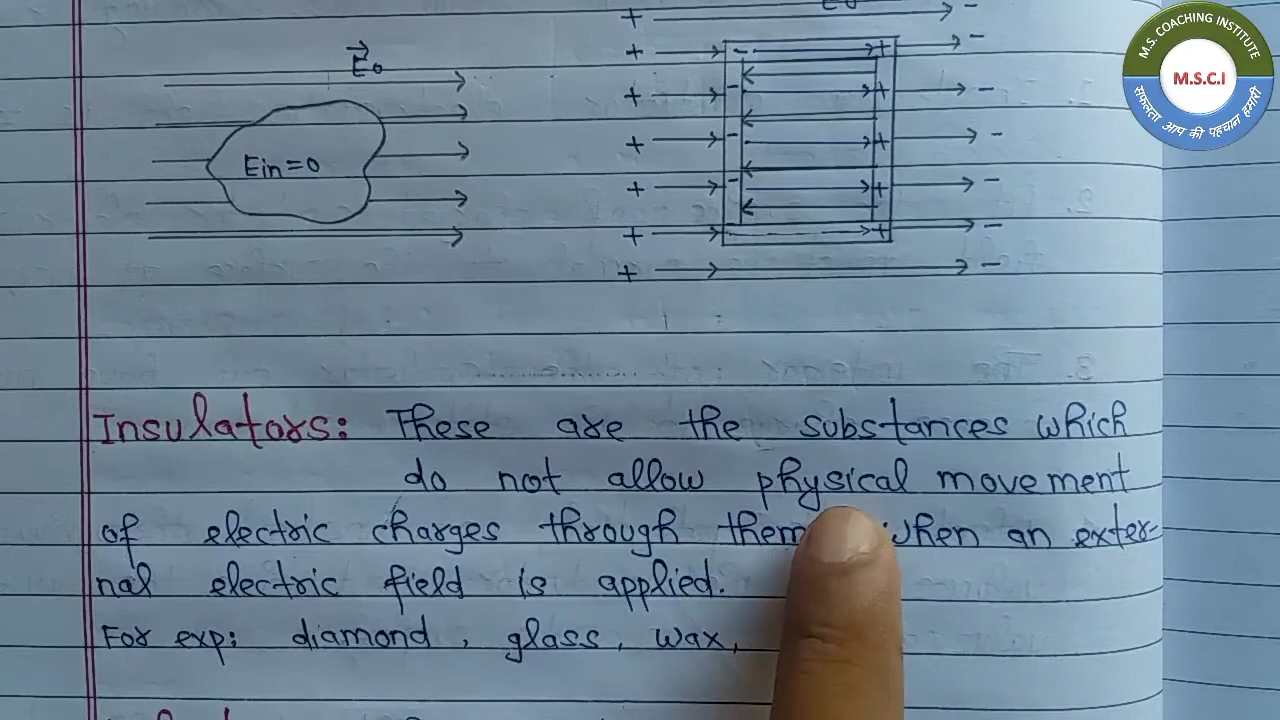 M.S. COACHING INSTITUTE
M.S.C.I
सफलता आप की पहचान हमारी
E₀
Ein=0
Insulators: These are the substances which
do not allow physical movement
of electric charges through them when an exter-
nal electric field is applied.
For exp: diamond, glass, wax,